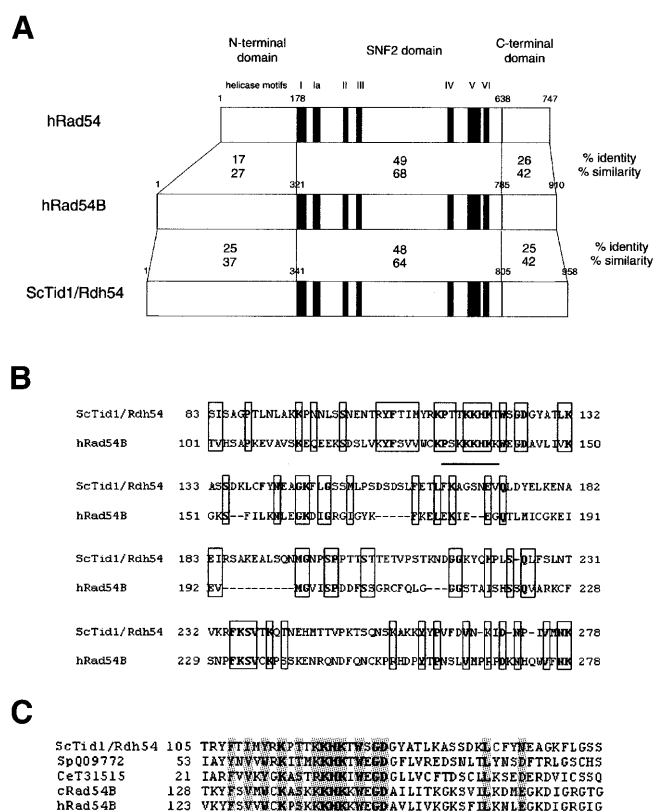 A
N-terminal domain SNF2 domain C-terminal domain
helicase motifs I Ia II III IV V VI
1 178 638 747
hRad54
17 49 26 % identity
27 68 42 % similarity
1 321 785 910
hRad54B
25 48 25 % identity
37 64 42 % similarity
1 341 805 958
ScTid1/Rdh54
B
ScTid1/Rdh54 83 SISAGPTLNLAKKPNNLSSNENTRYFTIMYRKPTTKKHKTWSGDGYATLK 132
hRad54B 101 TVHSAPKEVAVSKEQEEKSDSLVKYFSVVWCKPSKKKHKKWEGDAVLIVK 150
ScTid1/Rdh54 133 ASSDKLCFYNEAGKFLGSSMLPSDSDSLFETLFKAGSNEVQLDYELKENA 182
hRad54B 151 GKS-FILKNLEGKDIGRGIGYK-----FKELEKIE--EGQTLMICGKEI 191
ScTid1/Rdh54 183 EIRSAKEALSQNMGNPSPPTTSTTETVPSTKNDGGKYQMPLS-QLFSLNT 231
hRad54B 192 EV----------MGVISPDDFSSGRCFQLG---GGSTAISHSSQVARKCF 228
ScTid1/Rdh54 232 VKRFKSVTKQTNEHMTTVPKTSQNSKAKKYYPVFDVN-KID-NP-IVMNK 278
hRad54B 229 SNPFKSVCKPSSKENRQNDFQNCKPRHDPYTPNSLVMPRPDKNHQWVFNK 278
C
ScTid1/Rdh54 105 TRYFTIMYRKPTTKKHKTWSGDGYATLKASSDKLCFYNEAGKFLGSS
SpQ09772 53 IAYYNVVWRKPTMKKHKTWEGDGFLVREDSNLTLYNSDFTRLGSCHS
CeT31515 21 ARFVVKYGKASTRKHKIWEGDGLLVCFTDSCLLKSEDERDVICSSQ
cRad54B 128 TKYFSVMWCKASKKKHKKWEGDAILITKGKSVILKDMEGKDIGRGTG
hRad54B 123 VKYFSVVWCKPSKKKHKKWEGDAVLIVKGKSFILKNLEGKDIGRGIG